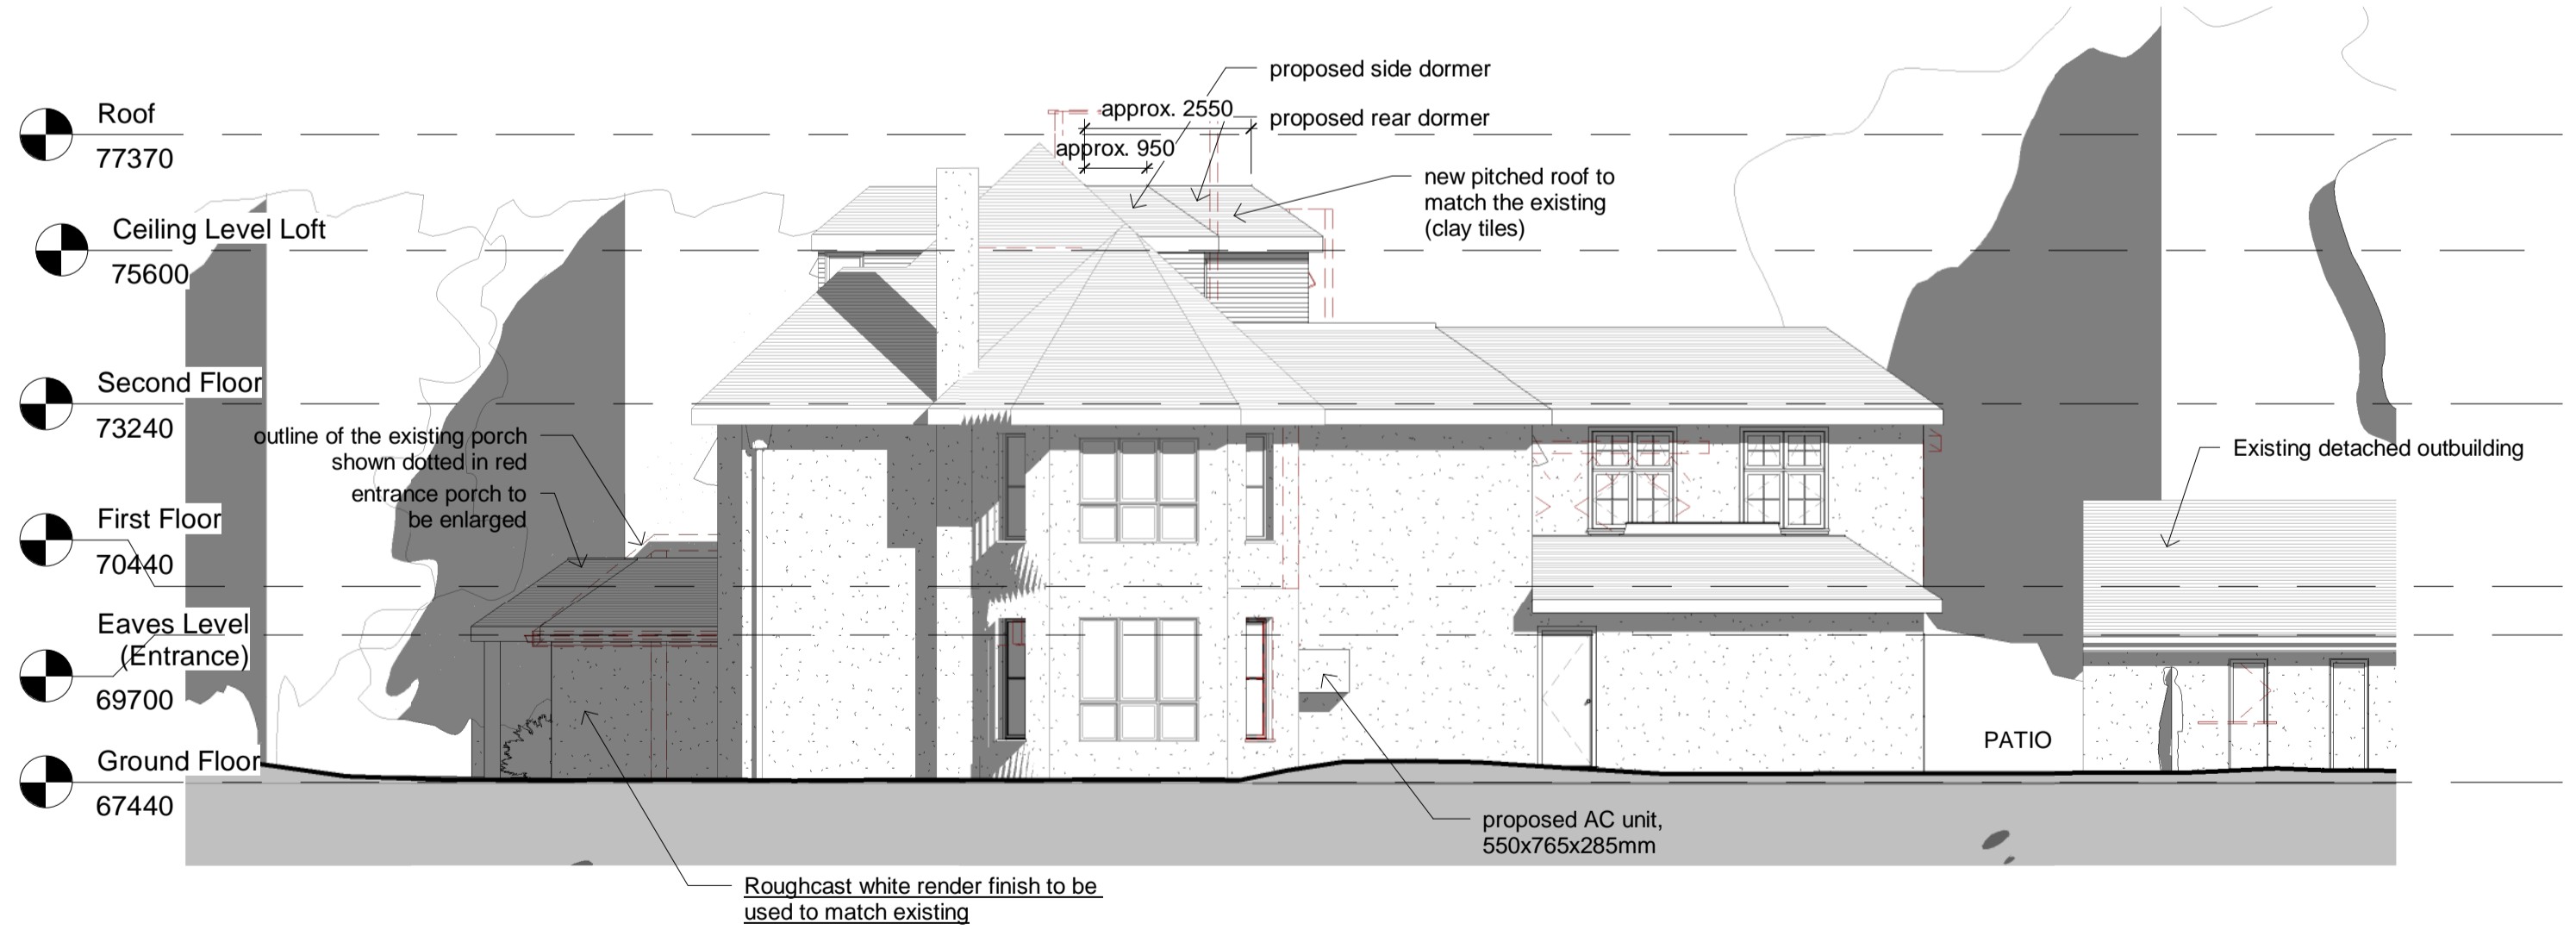 proposed side dormer
approx. 2550
proposed rear dormer
approx. 950
new pitched roof to
match the existing
(clay tiles)
Roof
77370
Ceiling Level Loft
75600
Second Floor
73240
outline of the existing porch
shown dotted in red
entrance porch to
be enlarged
First Floor
70440
Eaves Level
(Entrance)
69700
Ground Floor
67440
Existing detached outbuilding
PATIO
proposed AC unit,
550x765x285mm
Roughcast white render finish to be
used to match existing